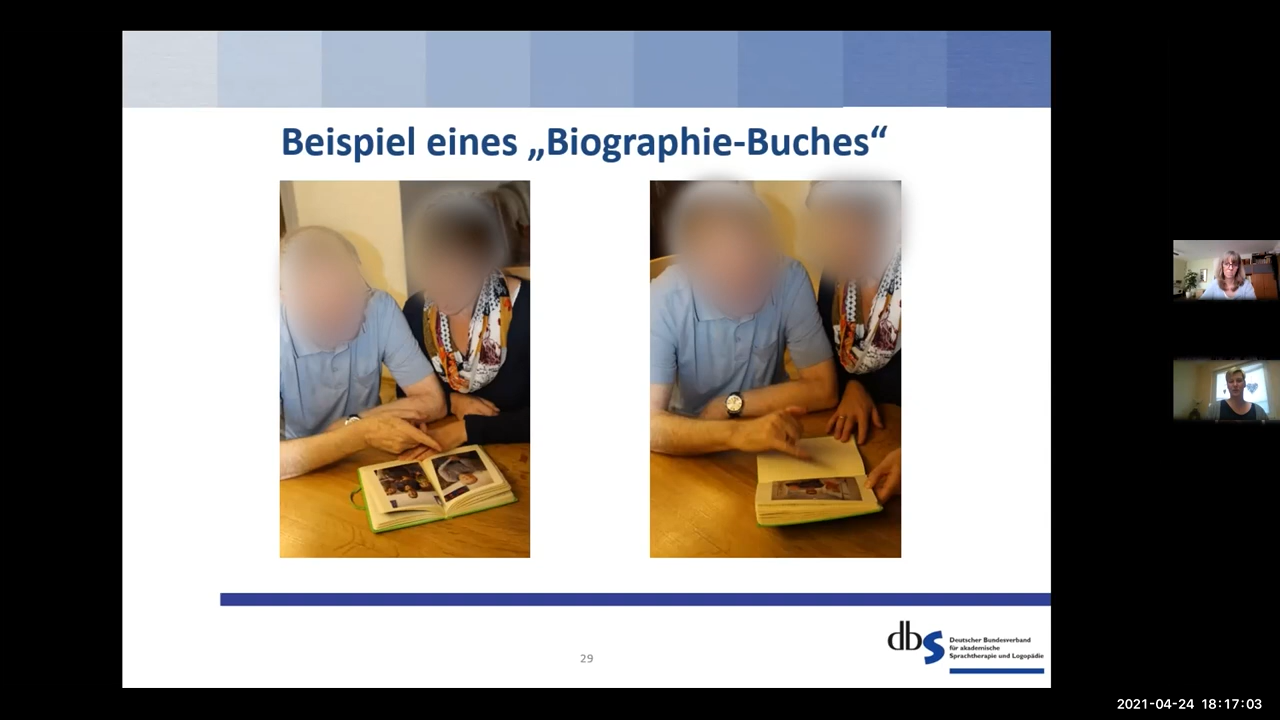 Beispiel eines „Biographie-Buches“
29
dbs
Deutscher Bundesverband
für akademische
Sprachtherapie und Logopädie
2021-04-24 18:17:03